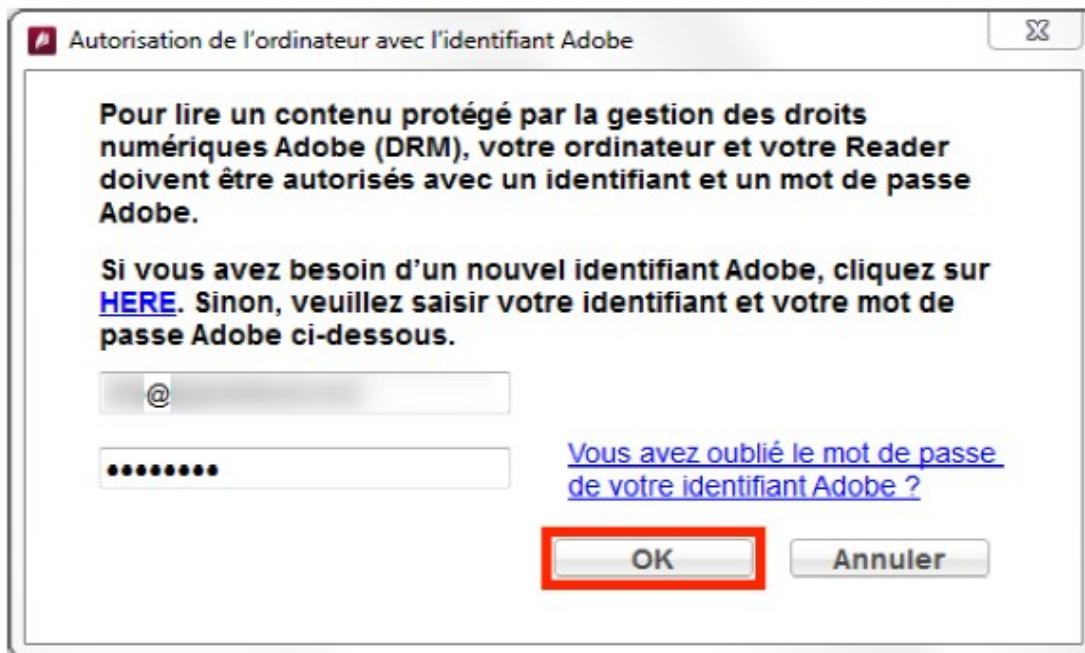 Autorisation de l'ordinateur avec l'identifiant Adobe
Pour lire un contenu protégé par la gestion des droits
numériques Adobe (DRM), votre ordinateur et votre Reader
doivent être autorisés avec un identifiant et un mot de passe
Adobe.
Si vous avez besoin d'un nouvel identifiant Adobe, cliquez sur
HERE. Sinon, veuillez saisir votre identifiant et votre mot de
passe Adobe ci-dessous.
@
••••••••
Vous avez oublié le mot de passe
de votre identifiant Adobe ?
OK
Annuler